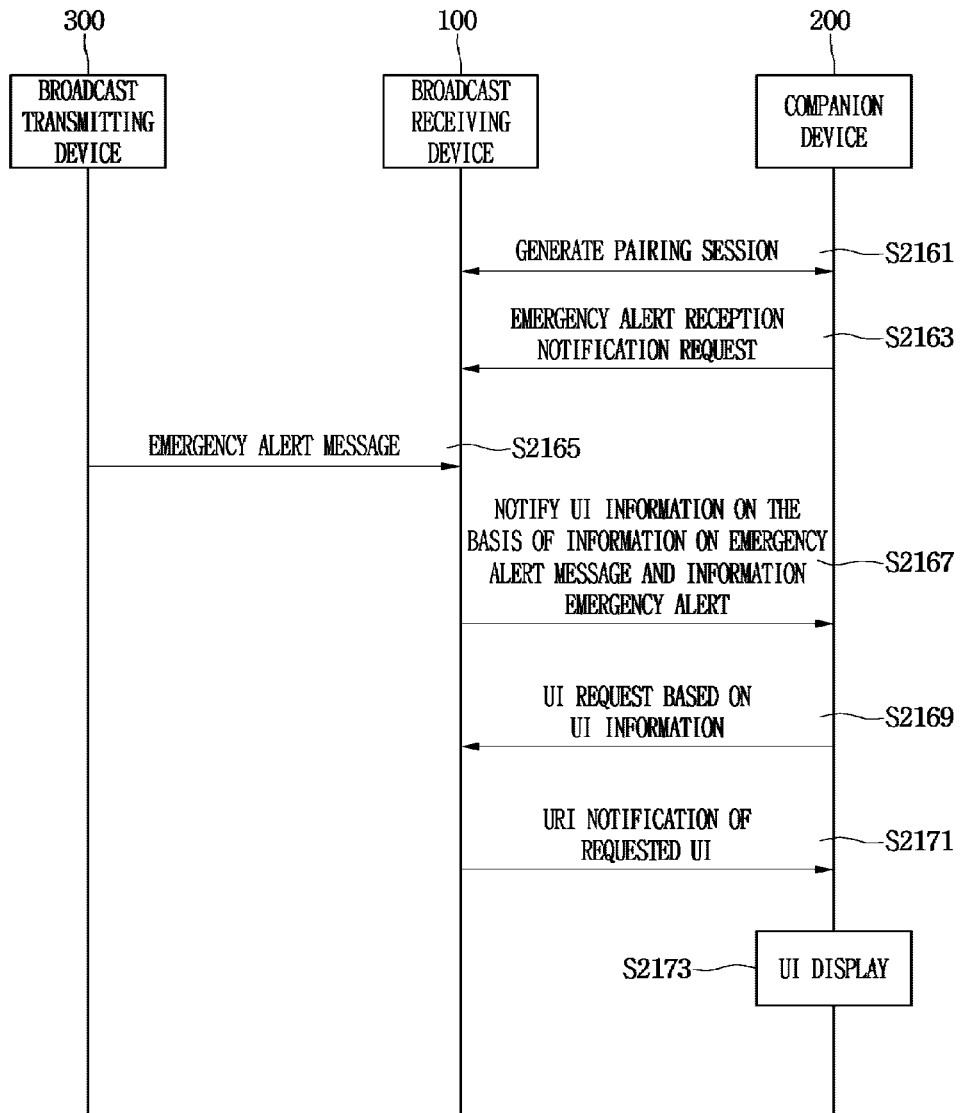 300
100
200
BROADCAST
TRANSMITTING
DEVICE
BROADCAST
RECEIVING
DEVICE
COMPANION
DEVICE
GENERATE PAIRING SESSION
S2161
EMERGENCY ALERT RECEPTION
NOTIFICATION REQUEST
S2163
EMERGENCY ALERT MESSAGE
S2165
NOTIFY UI INFORMATION ON THE
BASIS OF INFORMATION ON EMERGENCY
ALERT MESSAGE AND INFORMATION
EMERGENCY ALERT
S2167
UI REQUEST BASED ON
UI INFORMATION
S2169
URI NOTIFICATION OF
REQUESTED UI
S2171
S2173
UI DISPLAY